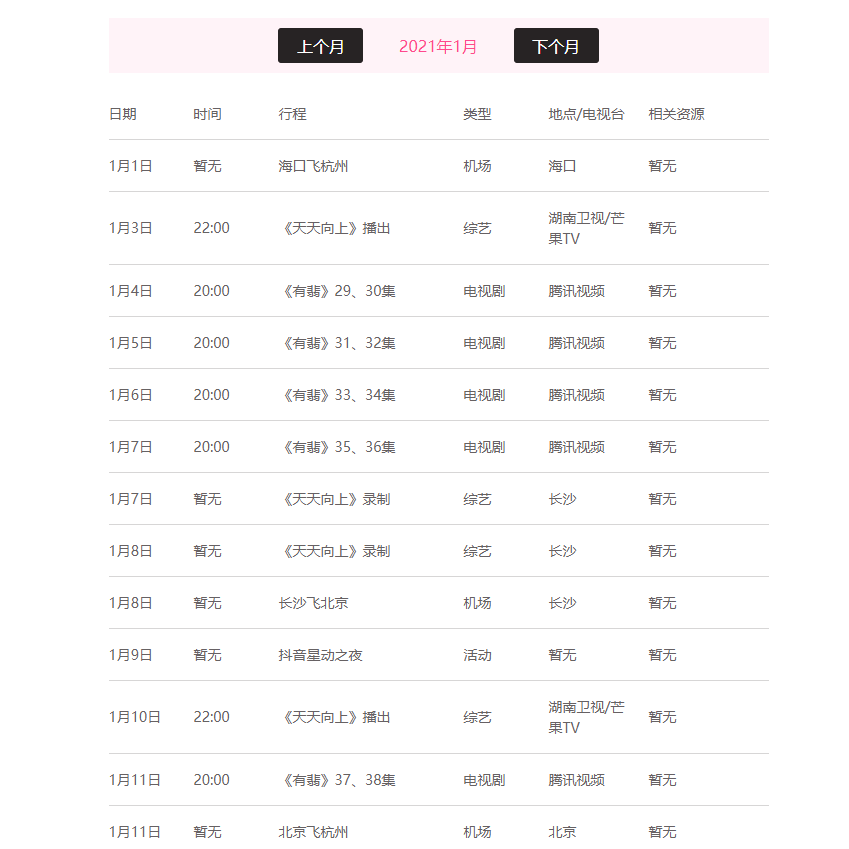 上个月 2021年1月 下个月
日期 时间 行程 类型 地点/电视台 相关资源
1月1日 暂无 海口飞杭州 机场 海口 暂无
1月3日 22:00 《天天向上》播出 综艺 湖南卫视/芒 暂无
果TV
1月4日 20:00 《有翡》29、30集 电视剧 腾讯视频 暂无
1月5日 20:00 《有翡》31、32集 电视剧 腾讯视频 暂无
1月6日 20:00 《有翡》33、34集 电视剧 腾讯视频 暂无
1月7日 20:00 《有翡》35、36集 电视剧 腾讯视频 暂无
1月7日 暂无 《天天向上》录制 综艺 长沙 暂无
1月8日 暂无 《天天向上》录制 综艺 长沙 暂无
1月8日 暂无 长沙飞北京 机场 长沙 暂无
1月9日 暂无 抖音星动之夜 活动 暂无 暂无
1月10日 22:00 《天天向上》播出 综艺 湖南卫视/芒 暂无
果TV
1月11日 20:00 《有翡》37、38集 电视剧 腾讯视频 暂无
1月11日 暂无 北京飞杭州 机场 北京 暂无